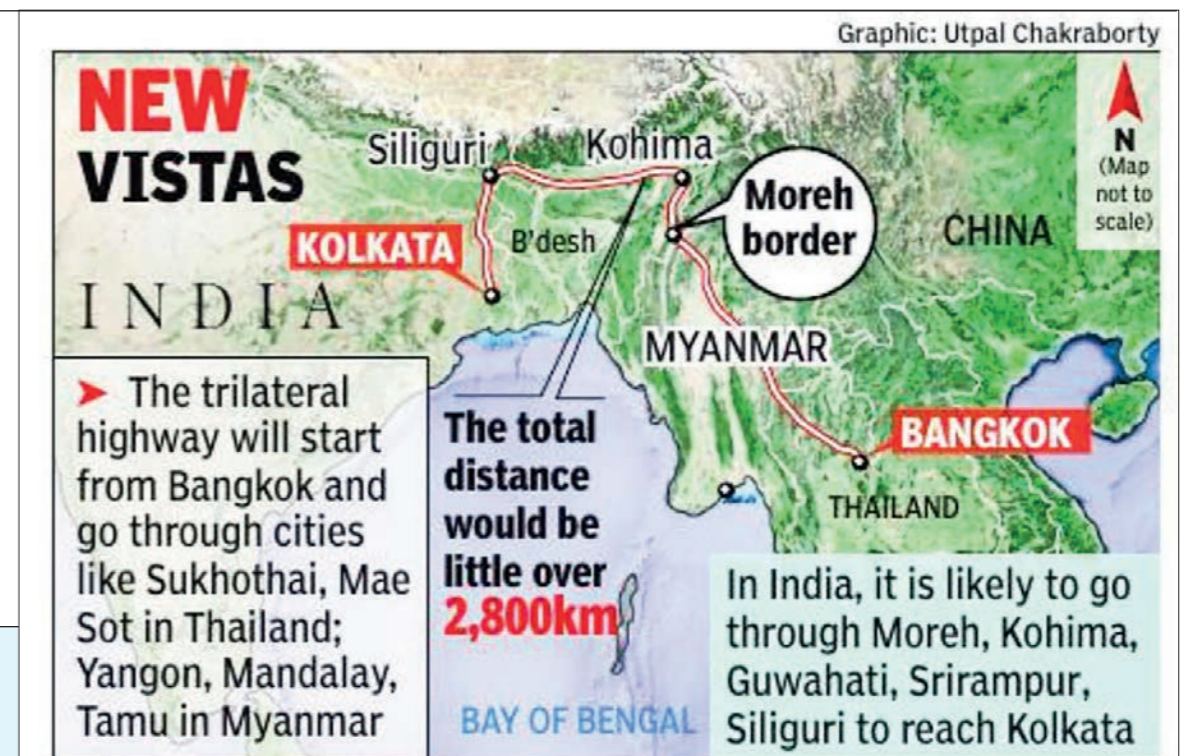 Graphic: Utpal Chakraborty
NEW
VISTAS
N
(Map
not to
scale)
Siliguri
Kohima
Moreh
border
CHINA
KOLKATA
B'desh
INDIA
MYANMAR
BANGKOK
THAILAND
➤ The trilateral
highway will start
from Bangkok and
go through cities
like Sukhothai, Mae
Sot in Thailand;
Yangon, Mandalay,
Tamu in Myanmar
The total
distance
would be
little over
2,800km
BAY OF BENGAL
In India, it is likely to go
through Moreh, Kohima,
Guwahati, Srirampur,
Siliguri to reach Kolkata